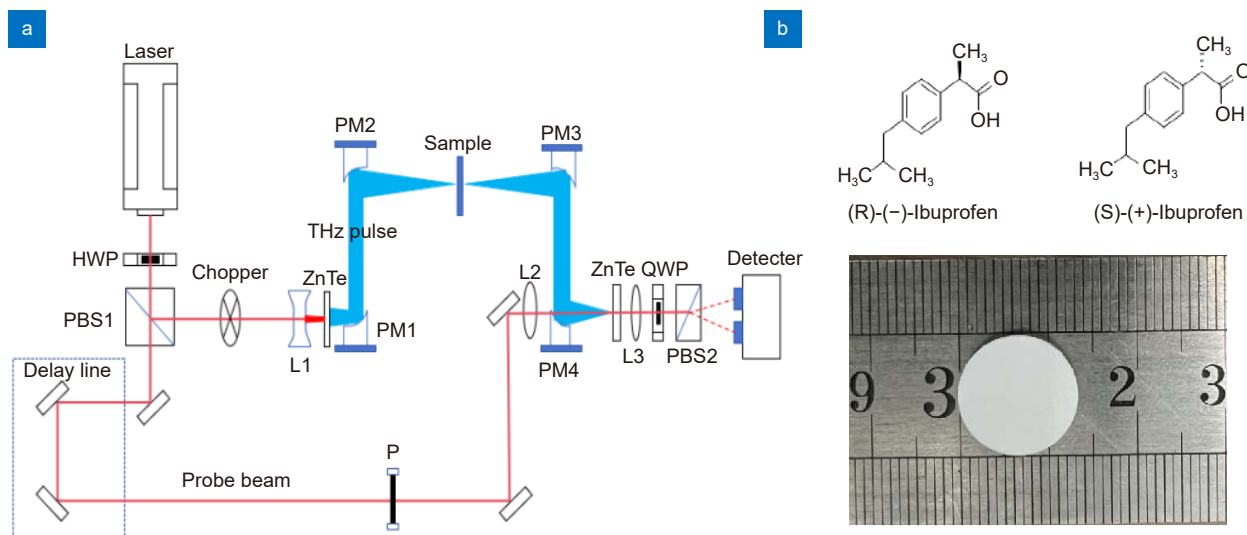 a
Laser
HWP
PBS1
Chopper
L1
ZnTe
PM1
PM2
THz pulse
Sample
PM3
PM4
L2
ZnTe QWP
L3
PBS2
Detecter
Delay line
Probe beam
P
b
CH₃
O
OH
H₃C
CH₃
(R)-(−)-Ibuprofen
CH₃
O
OH
H₃C
CH₃
(S)-(+)-Ibuprofen
9 3 2 3